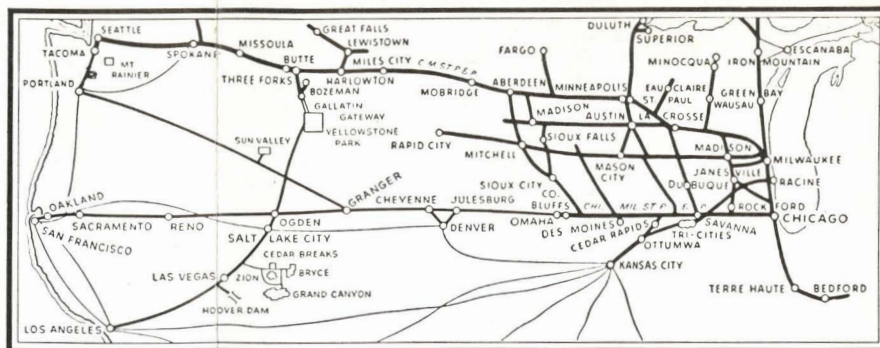 SEATTLE
TACOMA
MT
RAINIER
PORTLAND
SPOKANE
MISSOULA
GREAT FALLS
LEWISTOWN
BUTTE
MILES CITY
THREE FORKS
HARLOWTON
C M ST P & P
BOZEMAN
GALLATIN
GATEWAY
YELLOWSTONE
PARK
MOBRIDGE
ABERDEEN
FARGO
MINNEAPOLIS
ST.
PAUL
DULUTH
SUPERIOR
MINOCQUA
IRON
MOUNTAIN
ESCANABA
EAU CLAIRE
WAUSAU
GREEN BAY
MADISON
AUSTIN
LA CROSSE
SIOUX FALLS
RAPID CITY
MITCHELL
MASON
CITY
MADISON
MILWAUKEE
JANESVILLE
RACINE
DUBUQUE
ROCKFORD
SIOUX CITY
CO.
BLUFFS
CHI. MIL. ST. P. & P.
SAVANNA
CHICAGO
OMAHA
DES MOINES
CEDAR RAPIDS
TRI-CITIES
OTTUMWA
KANSAS CITY
TERRE HAUTE
BEDFORD
SUN VALLEY
GRANGER
CHEYENNE
JULESBURG
DENVER
OAKLAND
SAN FRANCISCO
SACRAMENTO
RENO
OGDEN
SALT LAKE CITY
CEDAR BREAKS
LAS VEGAS
ZION
BRYCE
GRAND CANYON
HOOVER DAM
LOS ANGELES